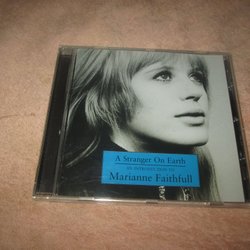 A Stranger On Earth
AN INTRODUCTION TO
Marianne Faithfull